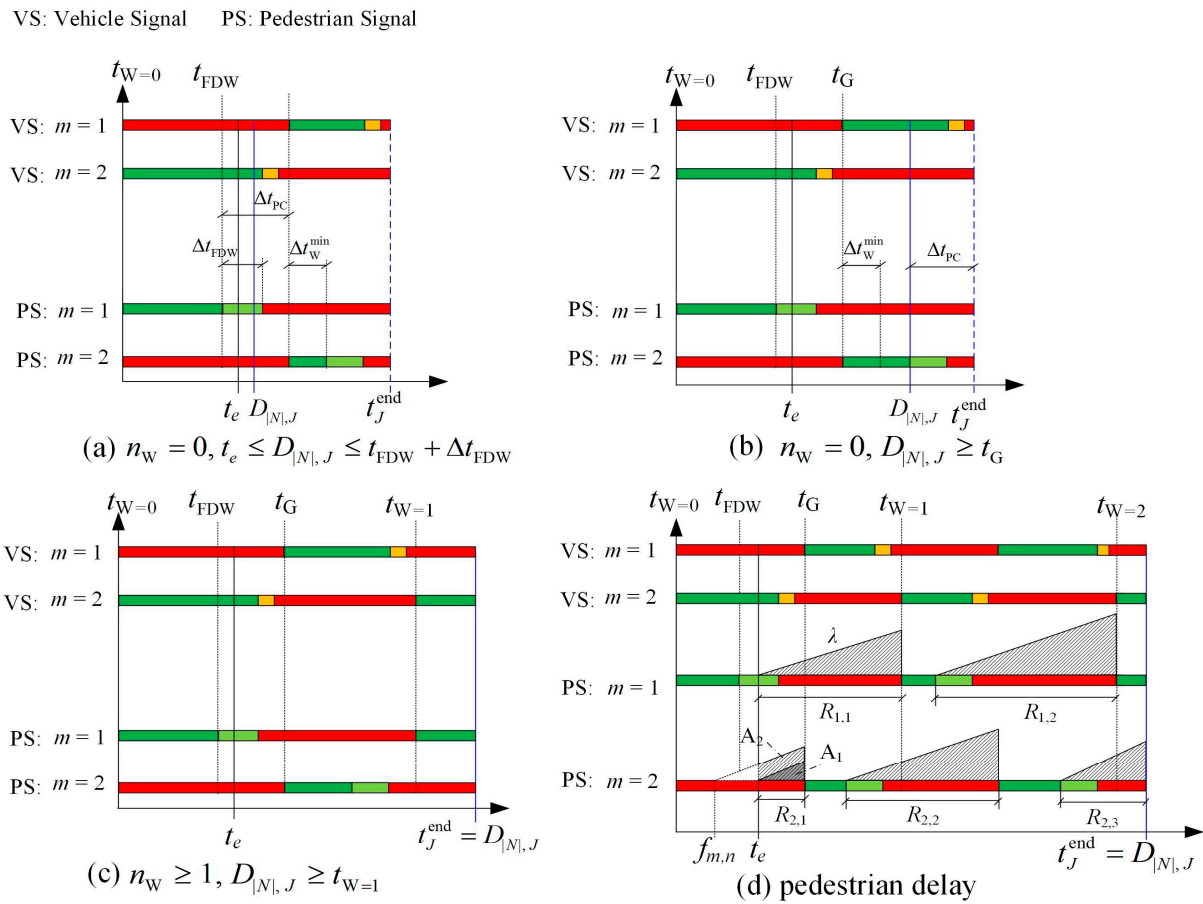 VS: Vehicle Signal PS: Pedestrian Signal
t_{W=0} t_{FDW}
VS: m = 1
VS: m = 2
Δt_{PC}
Δt_{FDW} Δt_W^{min}
PS: m = 1
PS: m = 2
t_e D_{|N|,J} t_J^{end}
(a) n_W = 0, t_e ≤ D_{|N|,J} ≤ t_{FDW} + Δt_{FDW}
t_{W=0} t_{FDW} t_G
VS: m = 1
VS: m = 2
Δt_W^{min} Δt_{PC}
PS: m = 1
PS: m = 2
t_e D_{|N|,J} t_J^{end}
(b) n_W = 0, D_{|N|,J} ≥ t_G
t_{W=0} t_{FDW} t_G t_{W=1}
VS: m = 1
VS: m = 2
PS: m = 1
PS: m = 2
t_e t_J^{end} = D_{|N|,J}
(c) n_W ≥ 1, D_{|N|,J} ≥ t_{W=1}
t_{W=0} t_{FDW} t_G t_{W=1} t_{W=2}
VS: m = 1
VS: m = 2
λ
PS: m = 1
R_{1,1} R_{1,2}
A_2 A_1
PS: m = 2
R_{2,1} R_{2,2} R_{2,3}
f_{m,n} t_e t_J^{end} = D_{|N|,J}
(d) pedestrian delay